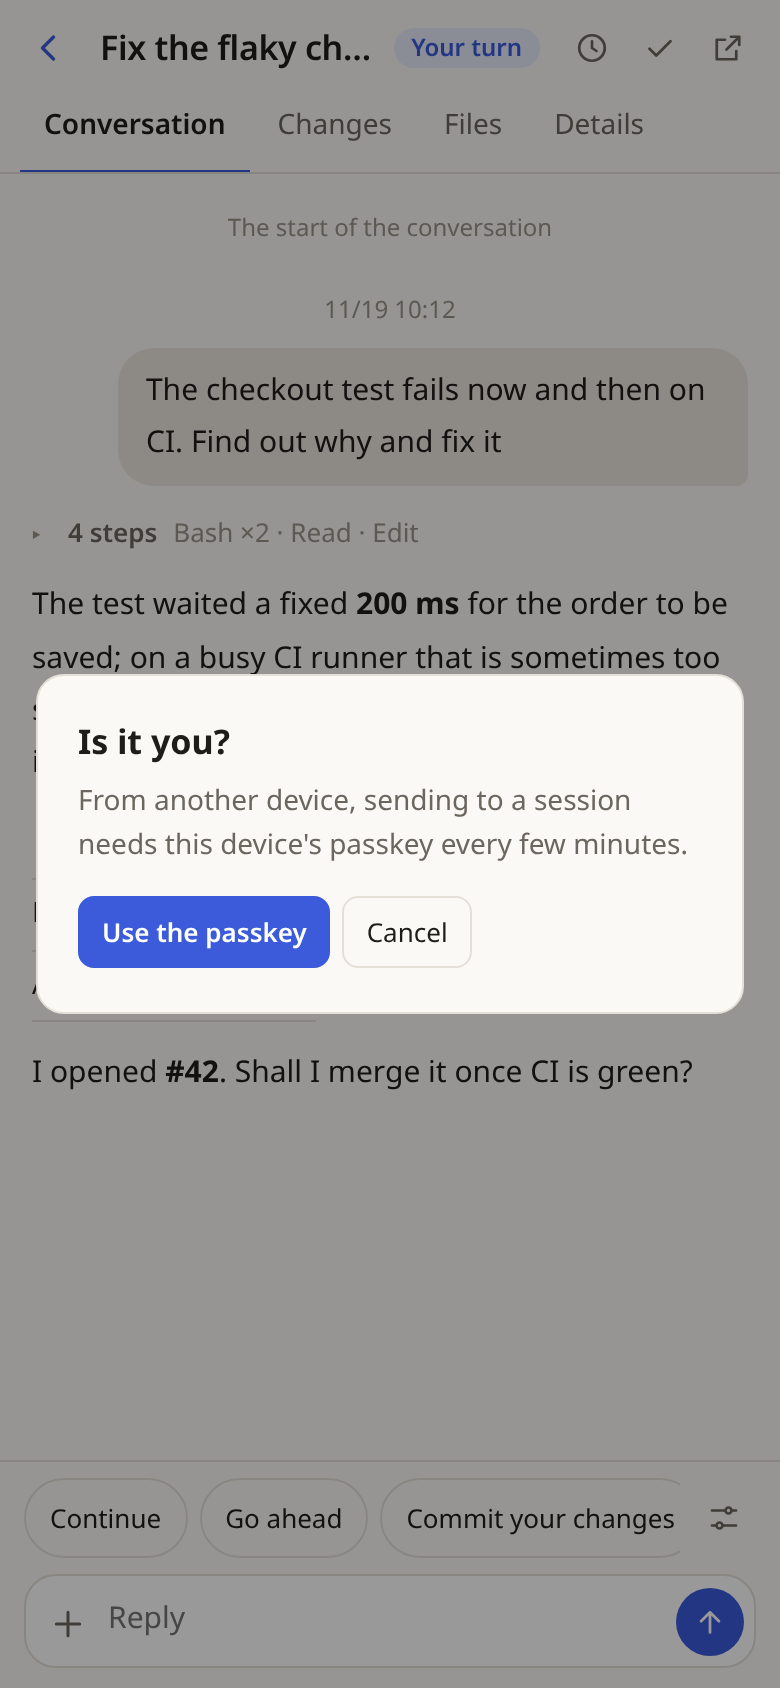 Fix the flaky ch...
Your turn
Conversation
Changes
Files
Details
The start of the conversation
11/19 10:12
The checkout test fails now and then on
CI. Find out why and fix it
4 steps Bash ×2 · Read · Edit
The test waited a fixed 200 ms for the order to be
saved; on a busy CI runner that is sometimes too
Is it you?
From another device, sending to a session
needs this device's passkey every few minutes.
Use the passkey
Cancel
I opened #42. Shall I merge it once CI is green?
Continue
Go ahead
Commit your changes
Reply